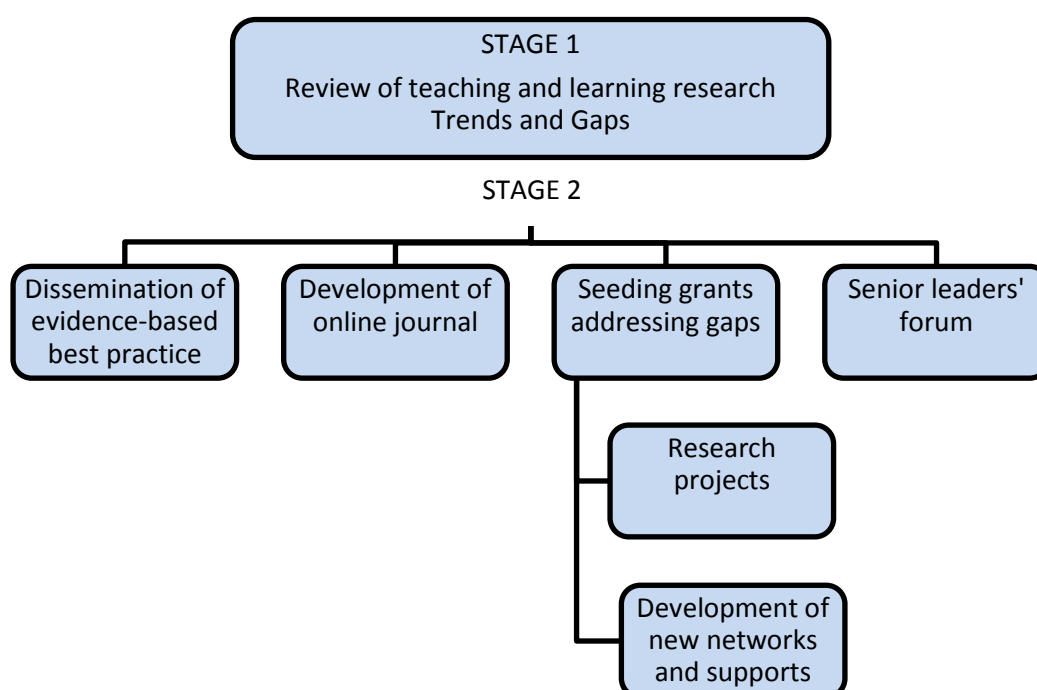 STAGE 1
Review of teaching and learning research
Trends and Gaps
STAGE 2
Dissemination of
evidence-based
best practice
Development of
online journal
Seeding grants
addressing gaps
Senior leaders'
forum
Research
projects
Development of
new networks
and supports